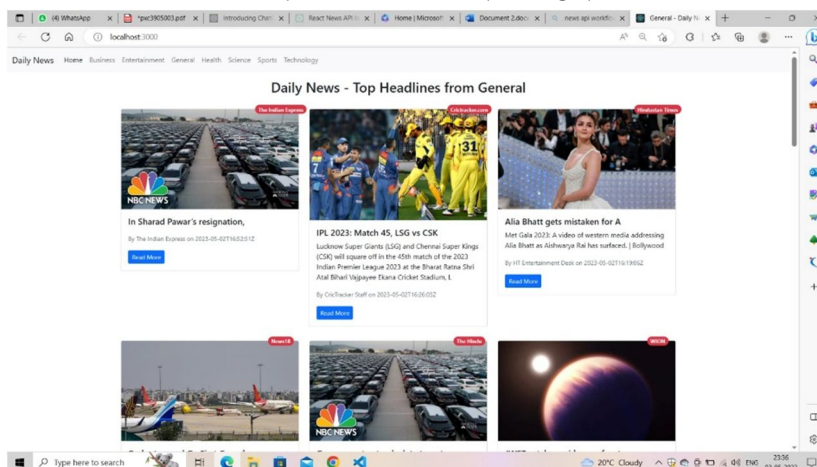 (4) WhatsApp
*pxc3905003.pdf
Introducing Chat
React News API
Home | Microsoft
Document 2.docx
news api workflo
General - Daily N
localhost:3000
Daily News Home Business Entertainment General Health Science Sports Technology
Daily News - Top Headlines from General
The Indian Express
Cricktracker.com
Hindustan Times
NBC NEWS
In Sharad Pawar's resignation,
By The Indian Express on 2023-05-02T16:52:51Z
Read More
IPL 2023: Match 45, LSG vs CSK
Lucknow Super Giants (LSG) and Chennai Super Kings
(CSK) will square off in the 45th match of the 2023
Indian Premier League 2023 at the Bharat Ratna Shri
Atal Bihari Vajpayee Ekana Cricket Stadium, L
By CricTracker Staff on 2023-05-02T16:26:03Z
Read More
Alia Bhatt gets mistaken for A
Met Gala 2023: A video of western media addressing
Alia Bhatt as Aishwarya Rai has surfaced. | Bollywood
By HT Entertainment Desk on 2023-05-02T16:19:06Z
Read More
News18
The Hindu
WION
NBC NEWS
Type here to search
20°C Cloudy
ENG
23:36